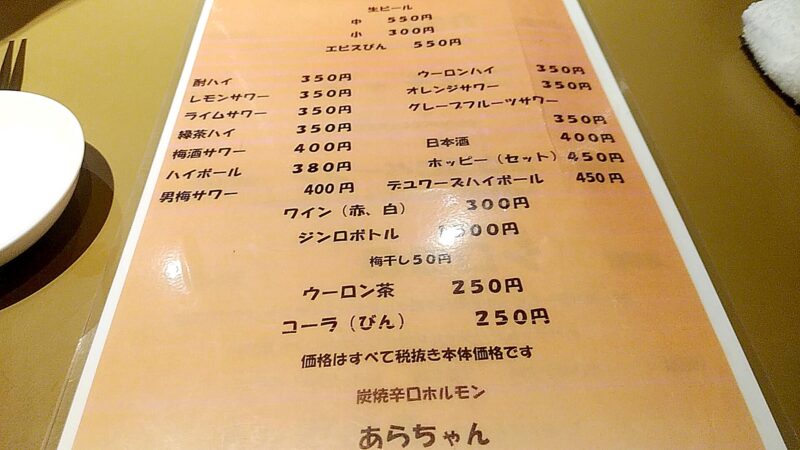 生ビール
中 550円
小 300円
エビスびん 550円
酎ハイ 350円
レモンサワー 350円
ライムサワー 350円
緑茶ハイ 350円
梅酒サワー 400円
ハイボール 380円
男梅サワー 400円
ウーロンハイ 350円
オレンジサワー 350円
グレープフルーツサワー
350円
日本酒 400円
ホッピー(セット) 450円
デュワーズハイボール 450円
ワイン(赤、白) 300円
ジンロボトル
梅干し50円
ウーロン茶 250円
コーラ(びん) 250円
価格はすべて税抜き本体価格です
炭焼辛口ホルモン
あらちゃん